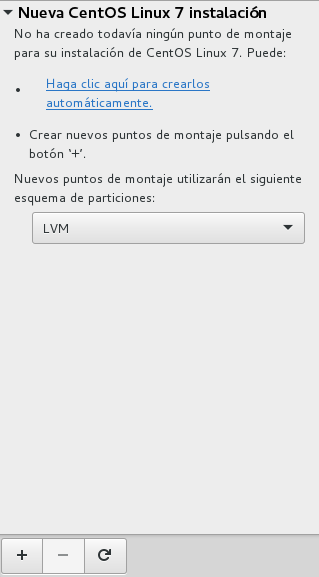 Nueva CentOS Linux 7 instalación
No ha creado todavía ningún punto de montaje
para su instalación de CentOS Linux 7. Puede:
• Haga clic aquí para crearlos
automáticamente.
• Crear nuevos puntos de montaje pulsando el
botón '+'.
Nuevos puntos de montaje utilizarán el siguiente
esquema de particiones:
LVM
+ −